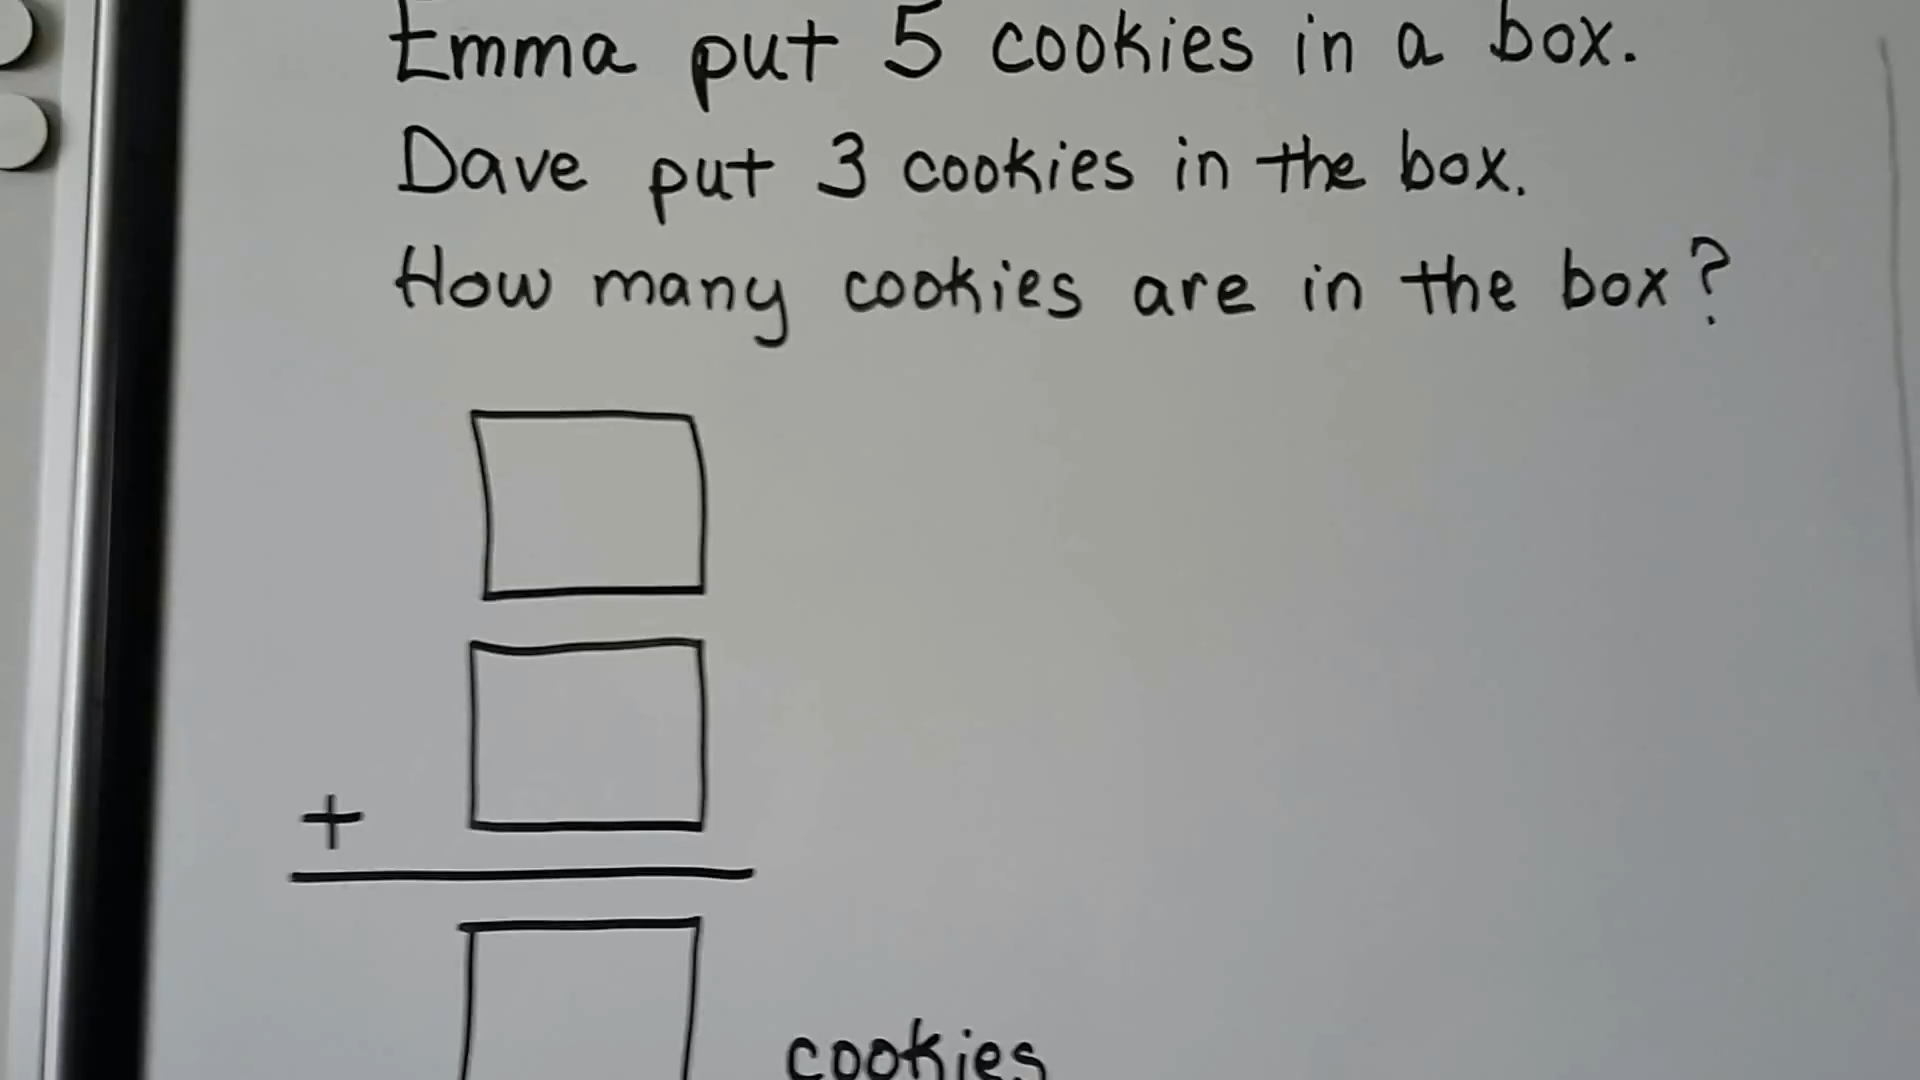 Emma put 5 cookies in a box.
Dave put 3 cookies in the box.
How many cookies are in the box?
+
cookies